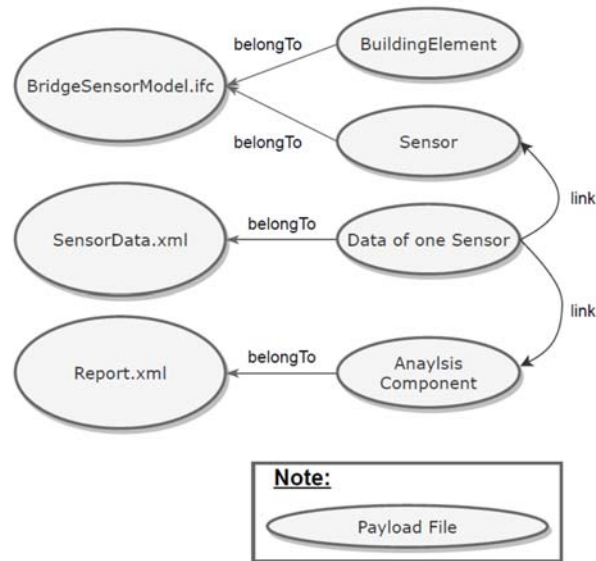 belongTo
BuildingElement
BridgeSensorModel.ifc
belongTo
Sensor
link
belongTo
SensorData.xml
Data of one Sensor
link
belongTo
Report.xml
Anaylsis
Component
Note:
Payload File